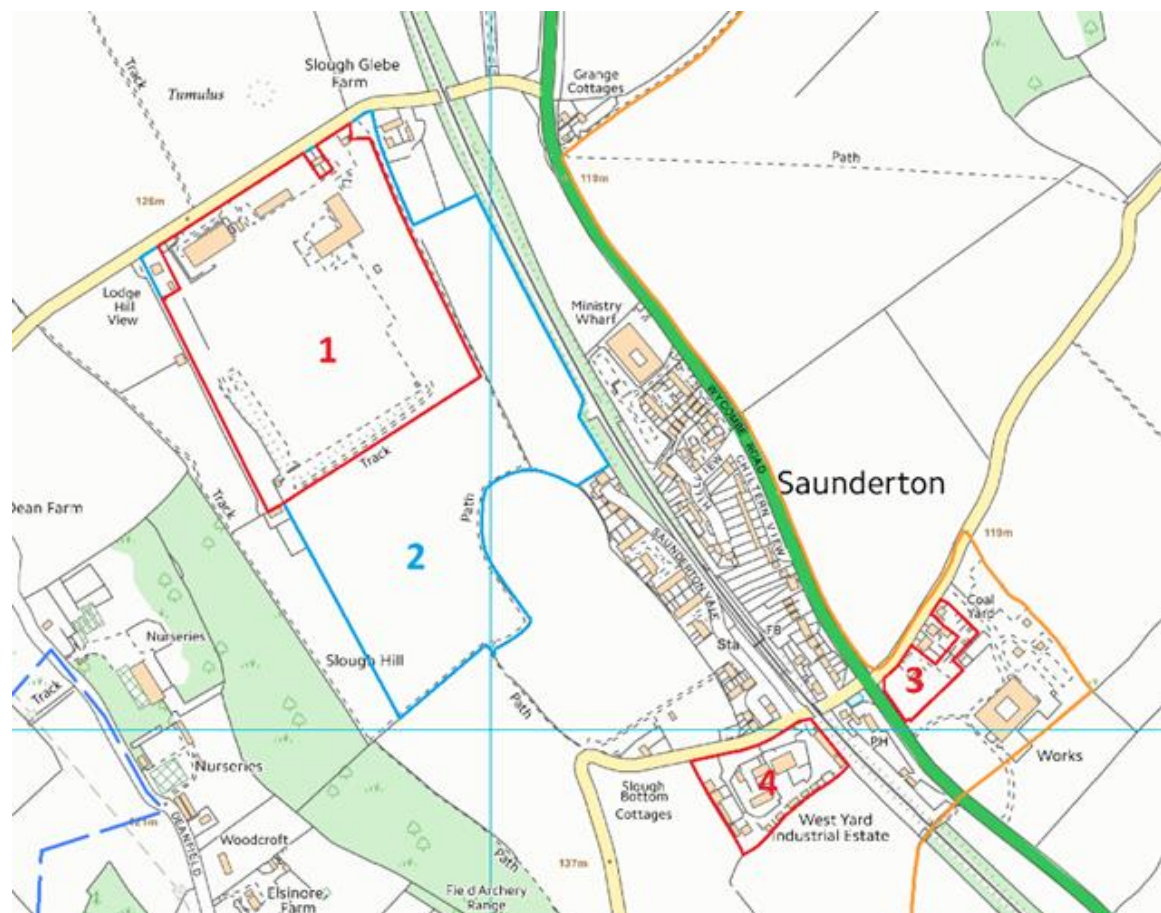 Track
Tumulus
Slough Glebe
Farm
Grange
Cottages
Path
119m
128m
Lodge
Hill
View
1
Ministry
Wharf
WYCOMBE ROAD
CHILTERN VIEW
Saunderton
Track
Track
Path
Dean Farm
2
SAUNDERTON VALE
119m
Coal
Yard
Nurseries
Slough Hill
Sta
FB
3
Track
Path
PH
Works
Nurseries
4
Slough
Bottom
Cottages
West Yard
Industrial Estate
DEANFIELD
Woodcroft
137m
Elsinore
Farm
Path
Field Archery
Range